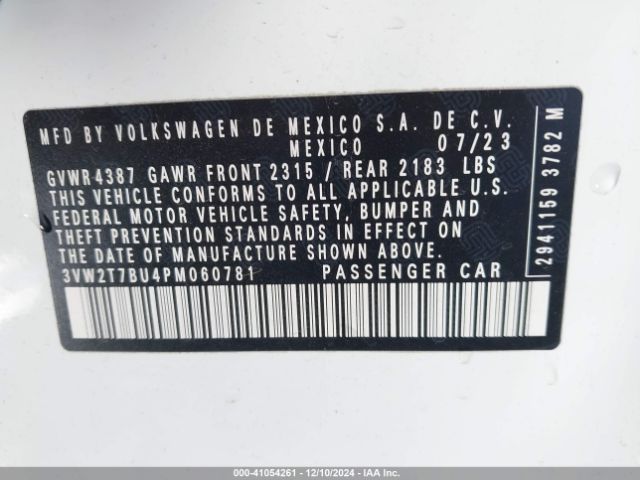 MFD BY VOLKSWAGEN DE MEXICO S.A. DE C.V.
MEXICO 07/23
GVWR4387 GAWR FRONT 2315 / REAR 2183 LBS
THIS VEHICLE CONFORMS TO ALL APPLICABLE U.S.
FEDERAL MOTOR VEHICLE SAFETY, BUMPER AND
THEFT PREVENTION STANDARDS IN EFFECT ON
THE DATE OF MANUFACTURE SHOWN ABOVE.
3VW2T7BU4PM060781 PASSENGER CAR
29411159 3782 M
000-41054261 - 12/10/2024 - IAA Inc.